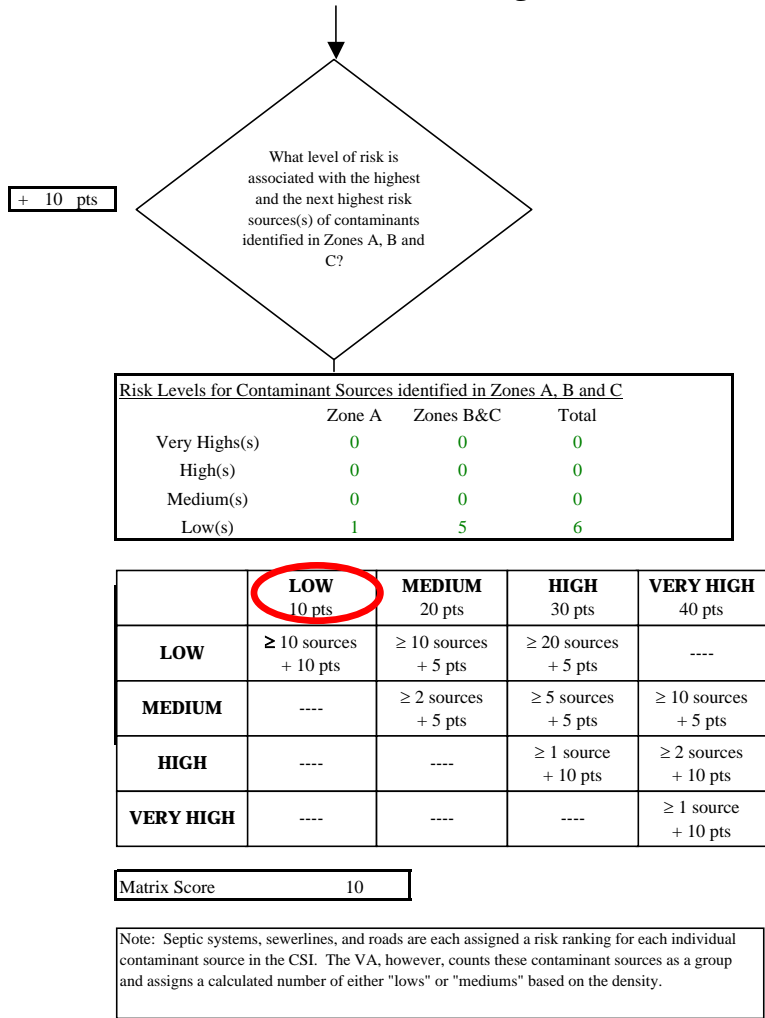 What level of risk is
associated with the highest
and the next highest risk
sources(s) of contaminants
identified in Zones A, B and
C?
+ 10 pts
Risk Levels for Contaminant Sources identified in Zones A, B and C
Zone A Zones B&C Total
Very Highs(s) 0 0 0
High(s) 0 0 0
Medium(s) 0 0 0
Low(s) 1 5 6
LOW MEDIUM HIGH VERY HIGH
10 pts 20 pts 30 pts 40 pts
LOW ≥ 10 sources ≥ 10 sources ≥ 20 sources ----
+ 10 pts + 5 pts + 5 pts
MEDIUM ---- ≥ 2 sources ≥ 5 sources ≥ 10 sources
+ 5 pts + 5 pts + 5 pts
HIGH ---- ---- ≥ 1 source ≥ 2 sources
+ 10 pts + 10 pts
VERY HIGH ---- ---- ---- ≥ 1 source
+ 10 pts
Matrix Score 10
Note: Septic systems, sewerlines, and roads are each assigned a risk ranking for each individual
contaminant source in the CSI. The VA, however, counts these contaminant sources as a group
and assigns a calculated number of either "lows" or "mediums" based on the density.